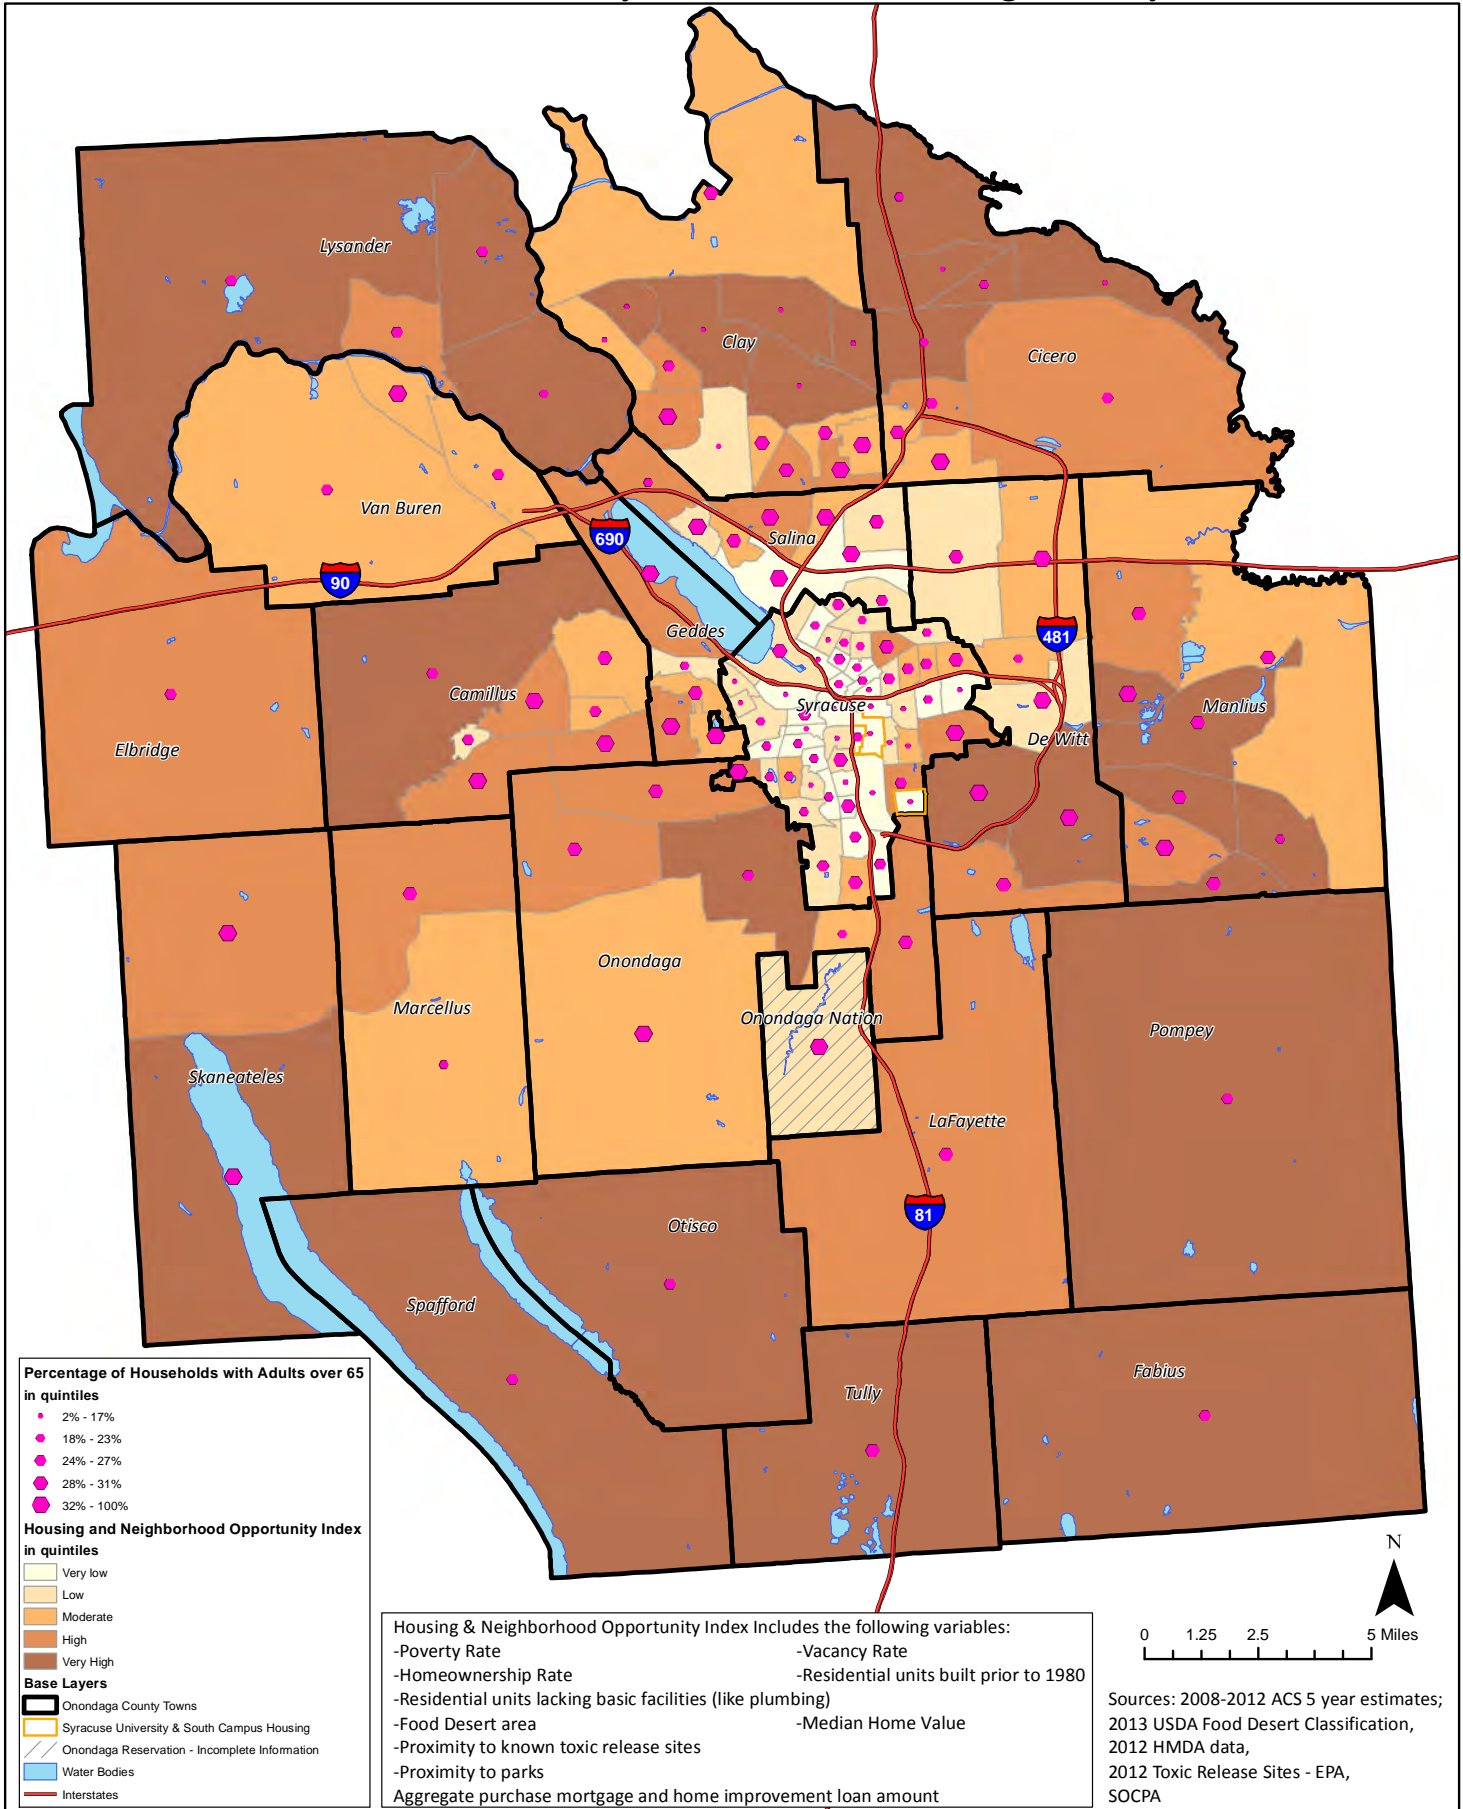 Lysander
Clay
Cicero
Van Buren
Salina
690
90
Geddes
481
Camillus
Syracuse
Manlius
De Witt
Elbridge
Onondaga
Marcellus
Onondaga Nation
Pompey
Skaneateles
LaFayette
81
Otisco
Spafford
Fabius
Tully
Percentage of Households with Adults over 65
in quintiles
2% - 17%
18% - 23%
24% - 27%
28% - 31%
32% - 100%
Housing and Neighborhood Opportunity Index
in quintiles
Very low
Low
Moderate
High
Very High
Base Layers
Onondaga County Towns
Syracuse University & South Campus Housing
Onondaga Reservation - Incomplete Information
Water Bodies
Interstates
Housing & Neighborhood Opportunity Index Includes the following variables:
-Poverty Rate -Vacancy Rate
-Homeownership Rate -Residential units built prior to 1980
-Residential units lacking basic facilities (like plumbing)
-Food Desert area -Median Home Value
-Proximity to known toxic release sites
-Proximity to parks
Aggregate purchase mortgage and home improvement loan amount
N
0 1.25 2.5 5 Miles
Sources: 2008-2012 ACS 5 year estimates;
2013 USDA Food Desert Classification,
2012 HMDA data,
2012 Toxic Release Sites - EPA,
SOCPA